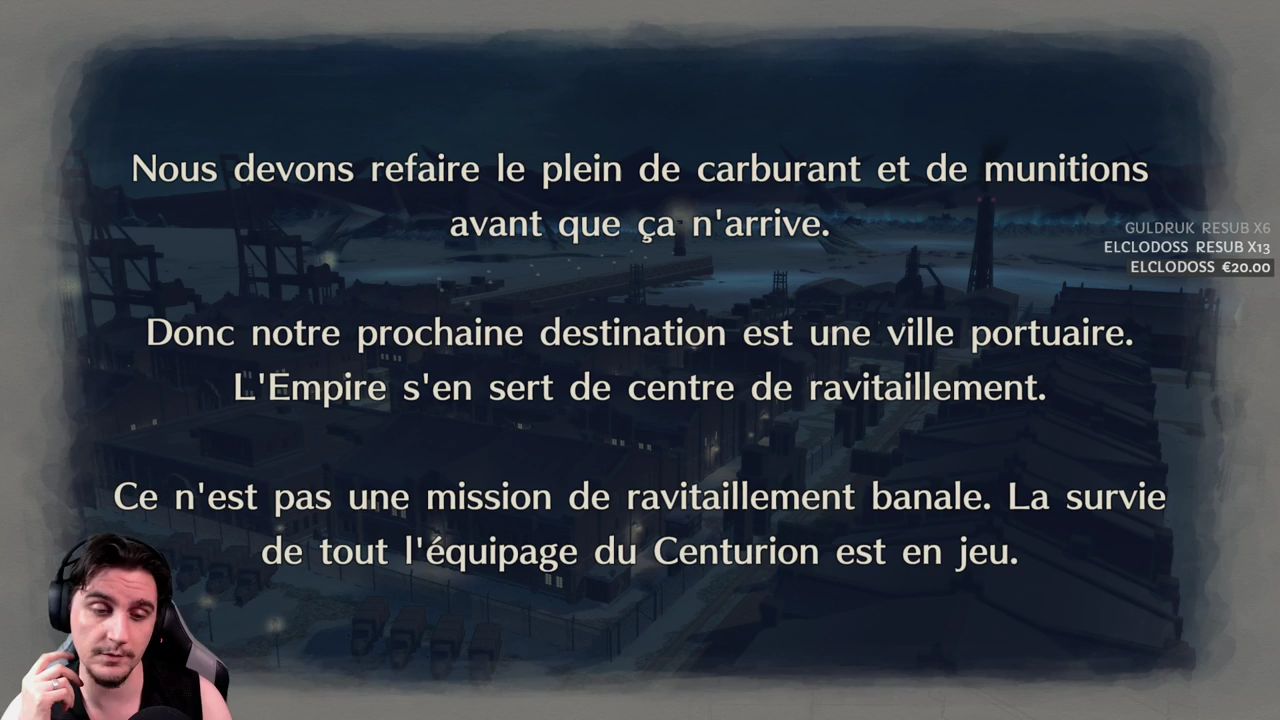 Nous devons refaire le plein de carburant et de munitions
avant que ça n'arrive.
GULDRUK RESUB X6
ELCLODOSS RESUB X13
ELCLODOSS €20.00
Donc notre prochaine destination est une ville portuaire.
L'Empire s'en sert de centre de ravitaillement.
Ce n'est pas une mission de ravitaillement banale. La survie
de tout l'équipage du Centurion est en jeu.